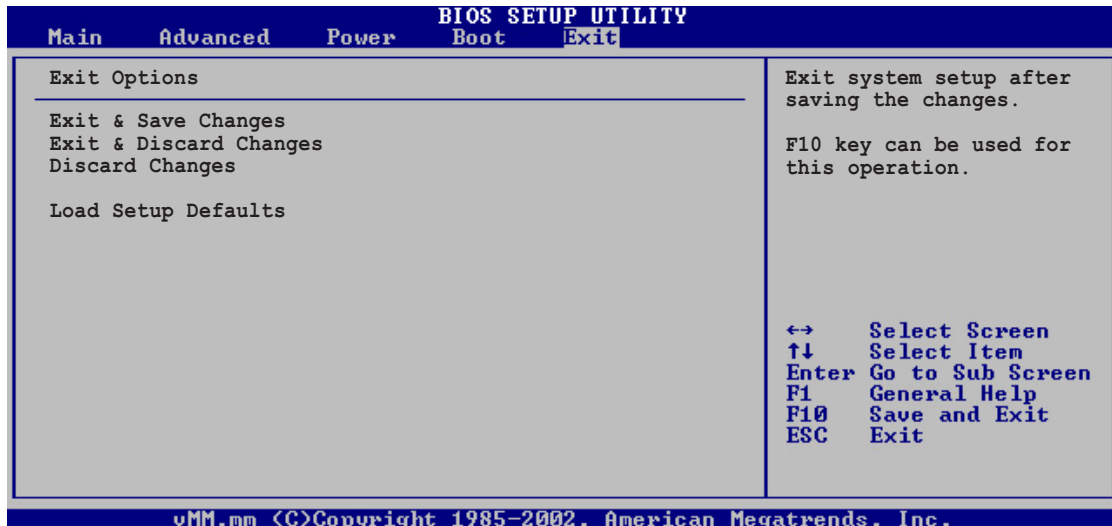 BIOS SETUP UTILITY
Main Advanced Power Boot Exit
Exit Options
Exit & Save Changes
Exit & Discard Changes
Discard Changes
Load Setup Defaults
Exit system setup after
saving the changes.
F10 key can be used for
this operation.
←→ Select Screen
↑↓ Select Item
Enter Go to Sub Screen
F1 General Help
F10 Save and Exit
ESC Exit
vMM.mm (C)Copyright 1985-2002, American Megatrends, Inc.